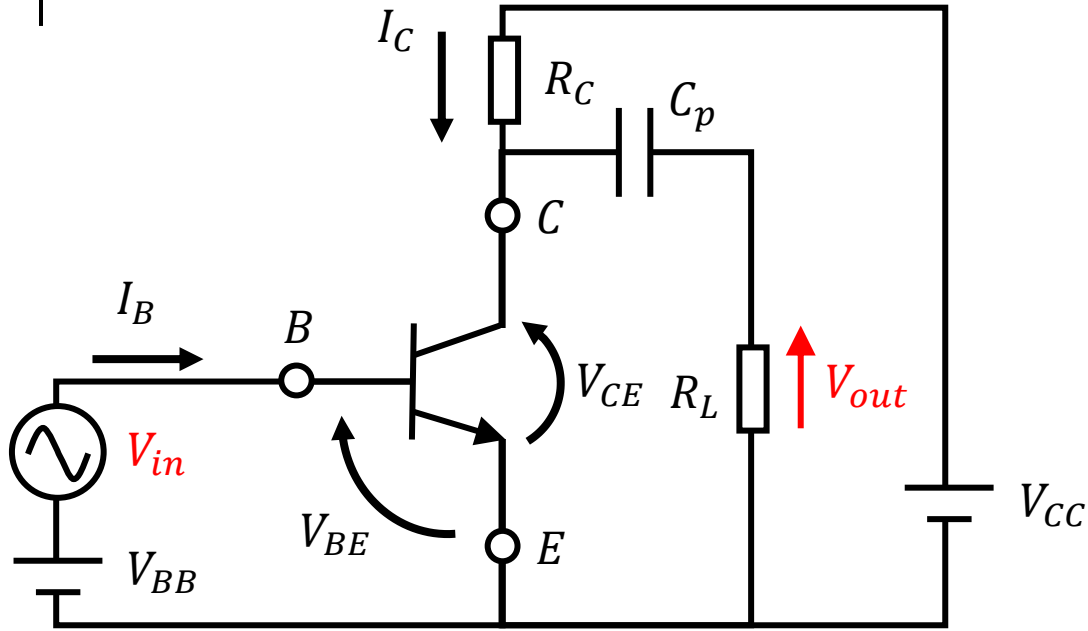 I_C
R_C
C_p
C
I_B
B
V_CE
R_L
V_out
V_in
V_BE
E
V_CC
V_BB